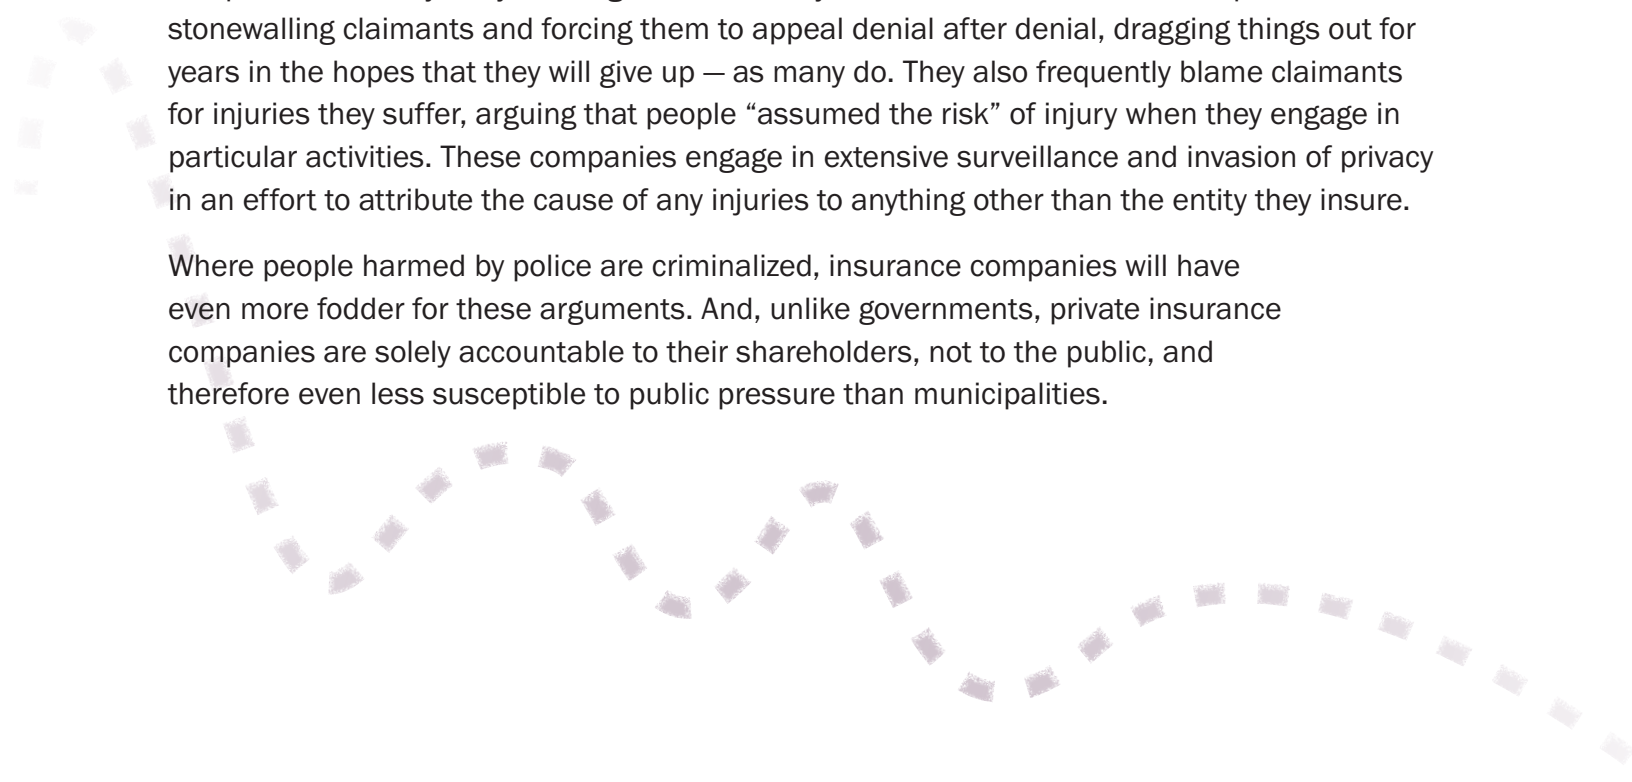 stonewalling claimants and forcing them to appeal denial after denial, dragging things out for
years in the hopes that they will give up — as many do. They also frequently blame claimants
for injuries they suffer, arguing that people “assumed the risk” of injury when they engage in
particular activities. These companies engage in extensive surveillance and invasion of privacy
in an effort to attribute the cause of any injuries to anything other than the entity they insure.
Where people harmed by police are criminalized, insurance companies will have
even more fodder for these arguments. And, unlike governments, private insurance
companies are solely accountable to their shareholders, not to the public, and
therefore even less susceptible to public pressure than municipalities.